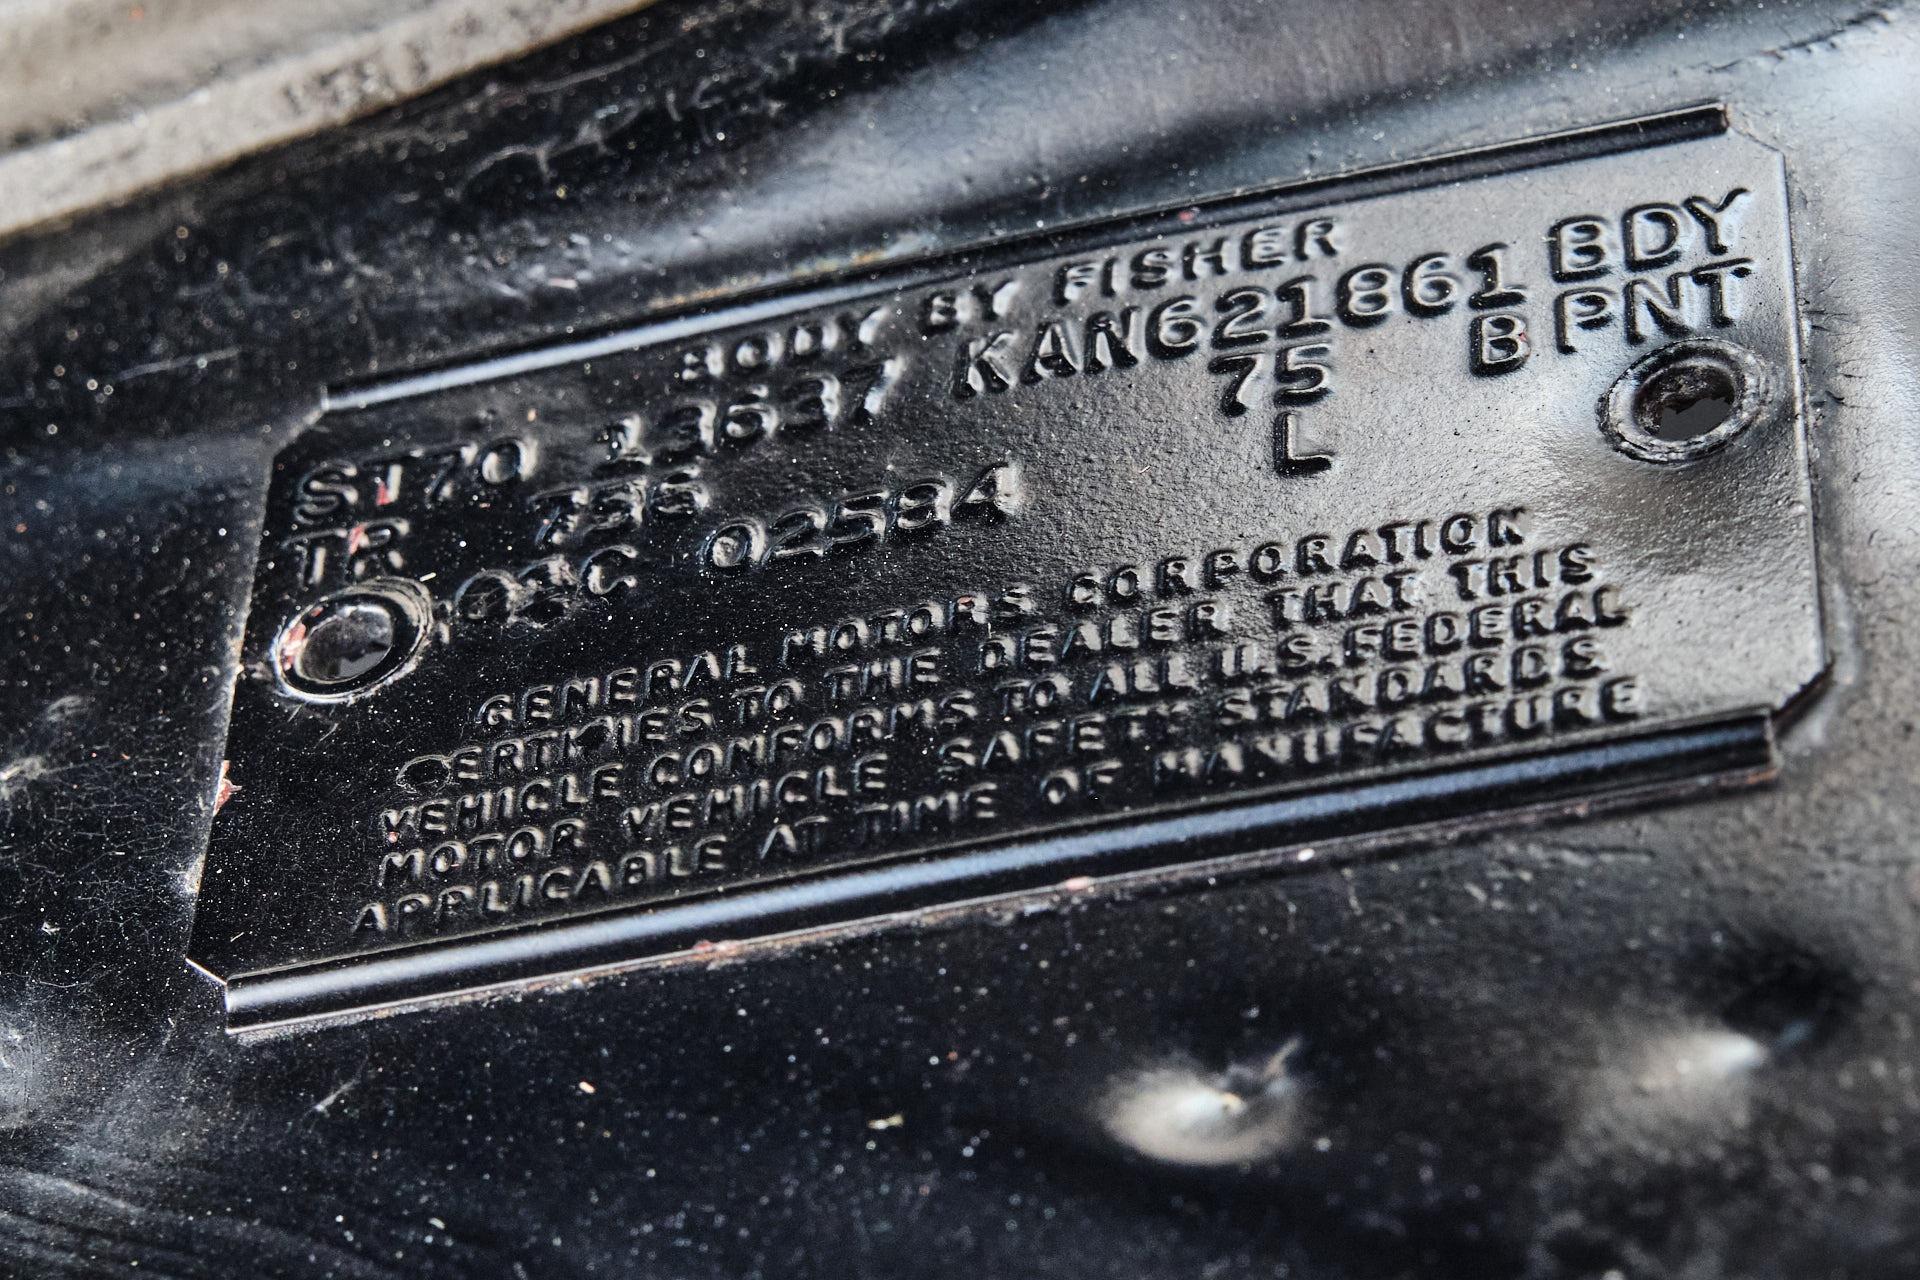 BODY BY FISHER
ST70 13637 KAN621861 BDY
TR 756 75 B PNT
03C 02584 L
GENERAL MOTORS CORPORATION
CERTIFIES TO THE DEALER THAT THIS
VEHICLE CONFORMS TO ALL U.S. FEDERAL
MOTOR VEHICLE SAFETY STANDARDS
APPLICABLE AT TIME OF MANUFACTURE